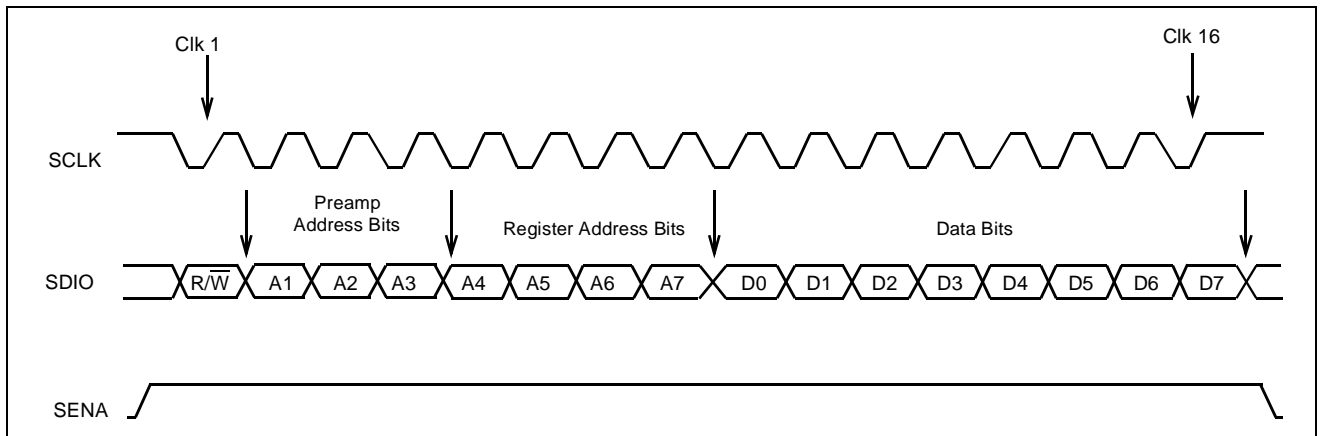 Clk 1
Clk 16
SCLK
Preamp
Address Bits
Register Address Bits
Data Bits
SDIO
R/W̅ A1 A2 A3 A4 A5 A6 A7 D0 D1 D2 D3 D4 D5 D6 D7
SENA